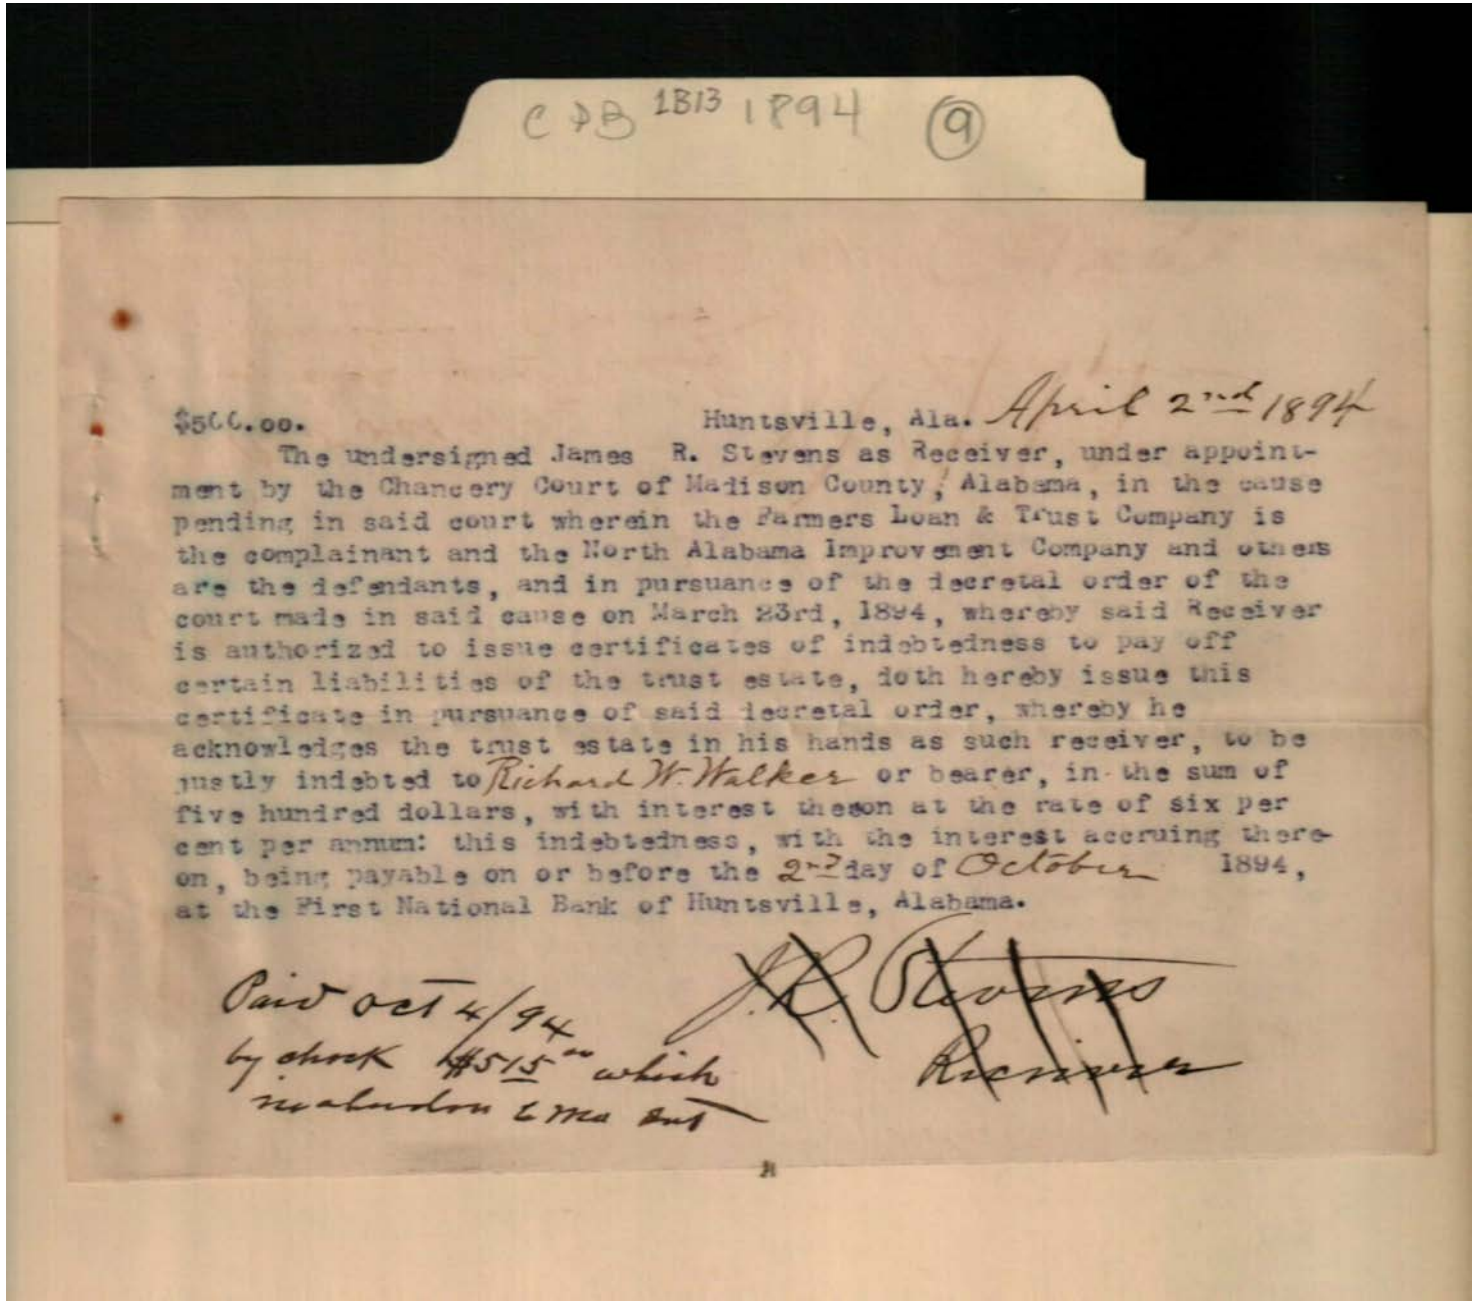 CDB 1B13 1894 9
$500.00. Huntsville, Ala. April 2nd 1894
The undersigned James R. Stevens as Receiver, under appoint-
ment by the Chancery Court of Madison County, Alabama, in the cause
pending in said court wherein the Farmers Loan & Trust Company is
the complainant and the North Alabama Improvement Company and others
are the defendants, and in pursuance of the decretal order of the
court made in said cause on March 23rd, 1894, whereby said Receiver
is authorized to issue certificates of indebtedness to pay off
certain liabilities of the trust estate, doth hereby issue this
certificate in pursuance of said decretal order, whereby he
acknowledges the trust estate in his hands as such receiver, to be
justly indebted to Richard W. Walker or bearer, in the sum of
five hundred dollars, with interest theson at the rate of six per
cent per annum: this indebtedness, with the interest accruing there-
on, being payable on or before the 2nd day of October 1894,
at the First National Bank of Huntsville, Alabama.
J. R. Stevens
Receiver
Paid Oct 4/94
by check $515.00 which
6 mo Int